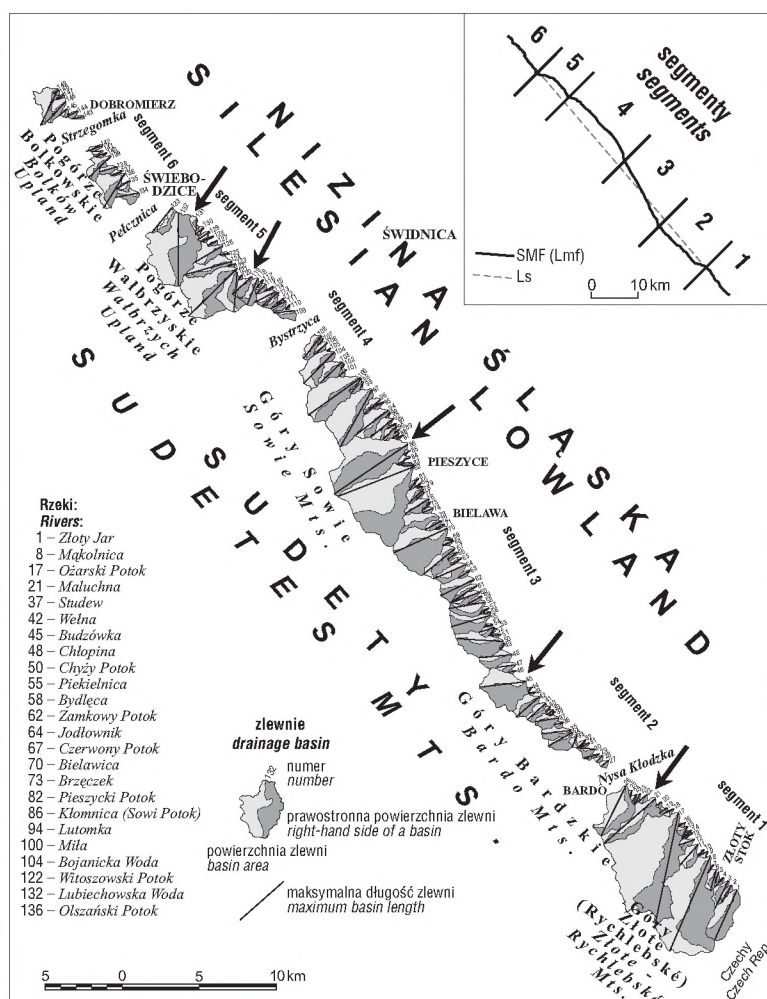 6
5
4
3
2
1
segmenty
segments
SMF (Lmf)
Ls
0 10 km
NIZINA ŚLĄSKA
SILESIAN LOWLAND
SUDETY
SUDETES MTS.
DOBROMIERZ
Strzegomka
segment 6
Pogórze
Bolkowskie
Bolków
Upland
ŚWIEBO-
DZICE
Pełcznica
segment 5
ŚWIDNICA
Pogórze
Wałbrzyskie
Wałbrzych
Upland
Bystrzyca
segment 4
Góry Sowie
Sowie Mts.
PIESZYCE
BIELAWA
segment 3
Góry Bardzkie
Bardo Mts.
segment 2
Nysa Kłodzka
BARDO
segment 1
ZŁOTY
STOK
Góry
Złote
(Rychlebské)
Złote -
Rychlebské
Mts.
Czechy
Czech Rep.
Rzeki:
Rivers:
1 – Złoty Jar
8 – Mąkolnica
17 – Ożarski Potok
21 – Maluchna
37 – Studew
42 – Wełna
45 – Budzówka
48 – Chłopina
50 – Chyży Potok
55 – Piekielnica
58 – Bydlęca
62 – Zamkowy Potok
64 – Jodłownik
67 – Czerwony Potok
70 – Bielawica
73 – Brzęczek
82 – Pieszycki Potok
86 – Kłomnica (Sowi Potok)
94 – Lutomka
100 – Miła
104 – Bojanicka Woda
122 – Witoszowski Potok
132 – Lubiechowska Woda
136 – Olszański Potok
zlewnie
drainage basin
132
numer
number
prawostronna powierzchnia zlewni
right-hand side of a basin
powierzchnia zlewni
basin area
maksymalna długość zlewni
maximum basin length
5 0 5 10 km